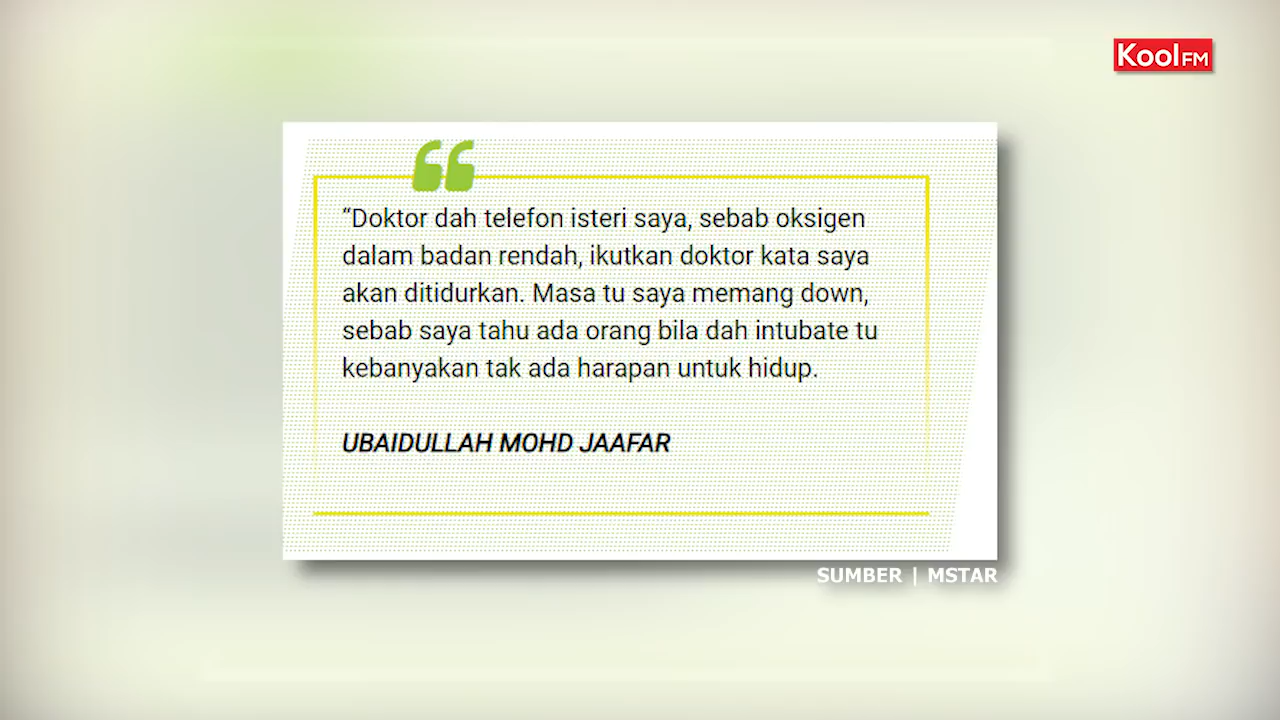 Kool FM
“Doktor dah telefon isteri saya, sebab oksigen
dalam badan rendah, ikutkan doktor kata saya
akan ditidurkan. Masa tu saya memang down,
sebab saya tahu ada orang bila dah intubate tu
kebanyakan tak ada harapan untuk hidup.
UBAIDULLAH MOHD JAAFAR
SUMBER | MSTAR